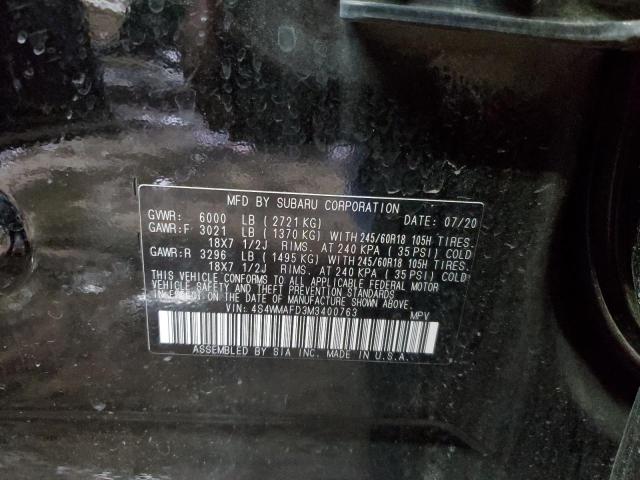 MFD BY SUBARU CORPORATION
GVWR: 6000 LB ( 2721 KG) DATE: 07/20
GAWR:F 3021 LB ( 1370 KG) WITH 245/60R18 105H TIRES.
18X7 1/2J RIMS. AT 240 KPA ( 35 PSI) COLD
GAWR:R 3296 LB ( 1495 KG) WITH 245/60R18 105H TIRES.
18X7 1/2J RIMS. AT 240 KPA ( 35 PSI) COLD
THIS VEHICLE CONFORMS TO ALL APPLICABLE FEDERAL MOTOR
VEHICLE SAFETY AND THEFT PREVENTION STANDARDS
IN EFFECT ON THE DATE OF MANUFACTURE SHOWN ABOVE.
VIN: 4S4WMAFD3M3400763 MPV
ASSEMBLED BY SIA INC. MADE IN U.S.A.